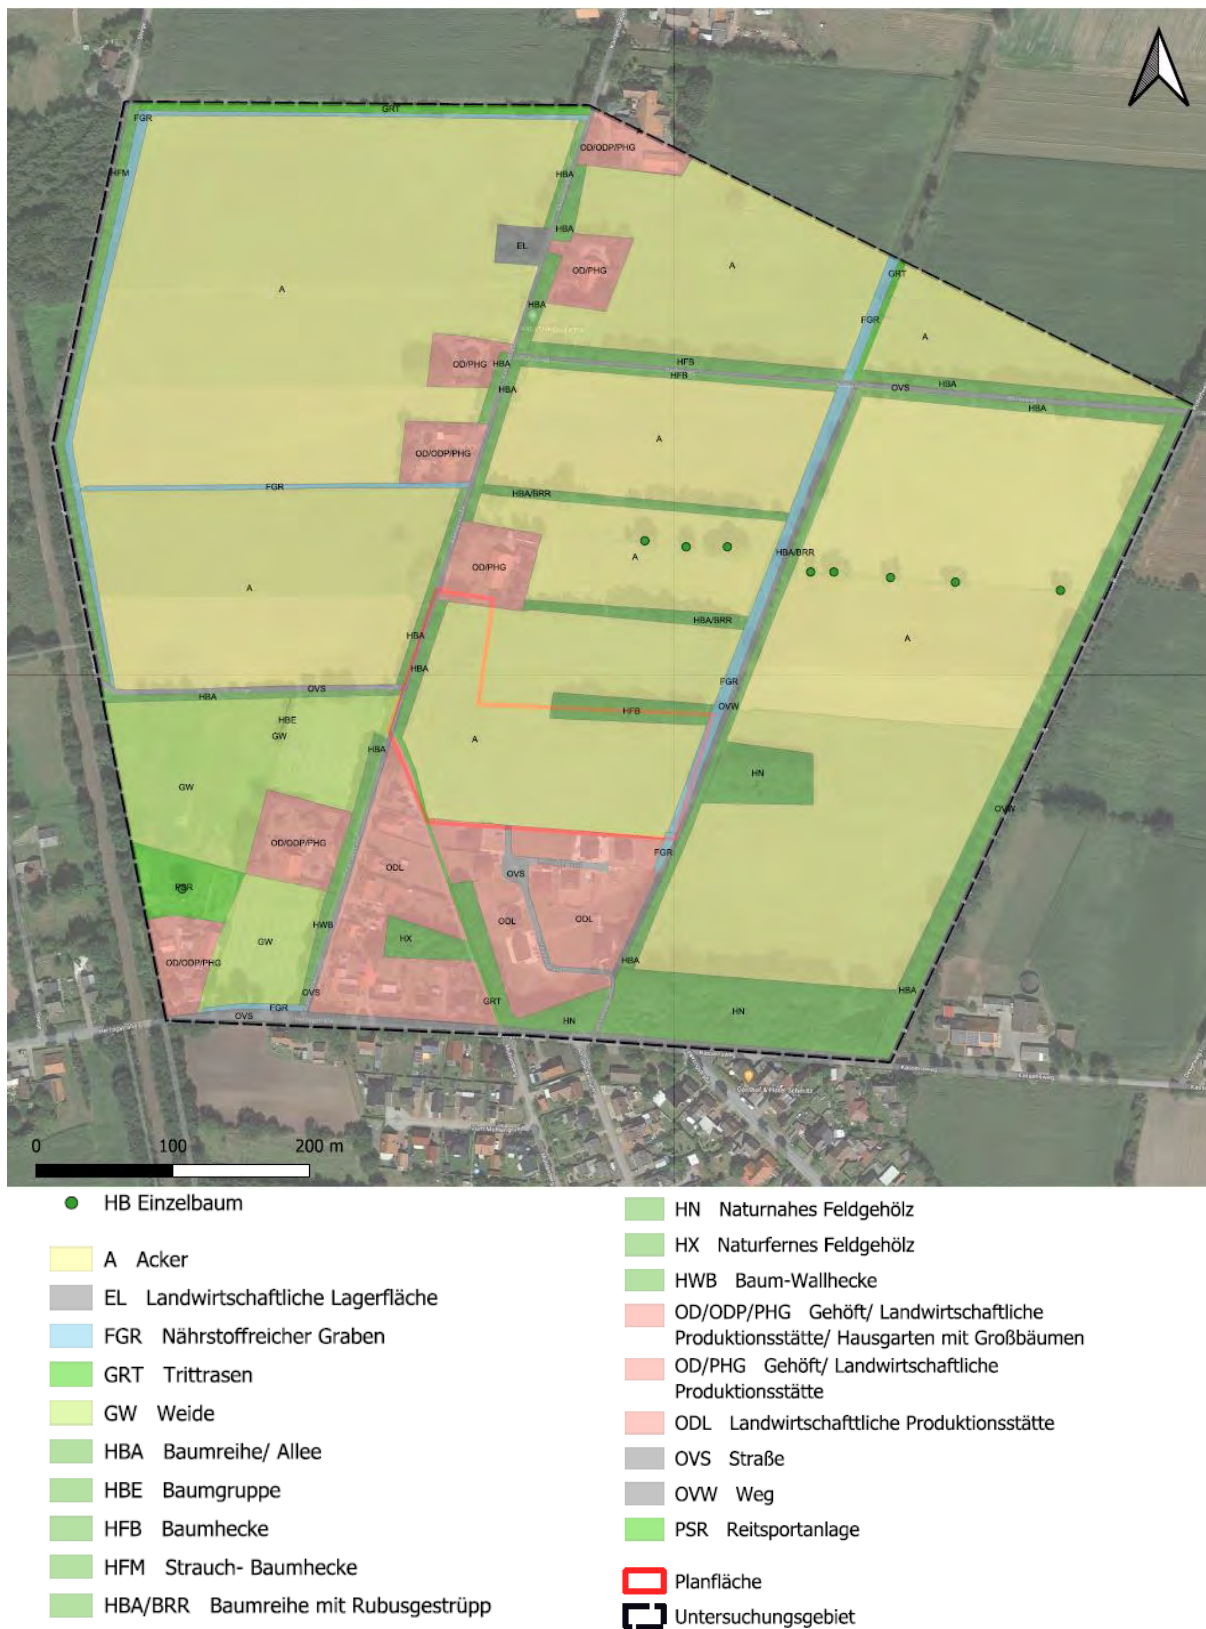 GRT
FGR
OD/ODP/PHG
HFM
HBA
HBA
EL
OD/PHG
A
GRT
A
HBA
FGR
A
OD/PHG
HBA
HFB
HFB
HBA
OVS
HBA
HBA
A
OD/ODP/PHG
FGR
HBA/BRR
A
HBA/BRR
OD/PHG
A
HBA/BRR
HBA
A
HBA
FGR
OVS
HBA
HBE
GW
HFB
OVW
HBA
A
GW
HN
OVW
OD/ODP/PHG
FGR
ODL
OVS
PSR
ODL
ODL
HWB
HX
GW
OD/ODP/PHG
HBA
HBA
OVS
GRT
FGR
OVS
HN
HN
Kaspersweg
Kaspersweg
Gasthof & Hotel Schmitz
0 100 200 m
HB Einzelbaum
A Acker
EL Landwirtschaftliche Lagerfläche
FGR Nährstoffreicher Graben
GRT Trittrasen
GW Weide
HBA Baumreihe/ Allee
HBE Baumgruppe
HFB Baumhecke
HFM Strauch- Baumhecke
HBA/BRR Baumreihe mit Rubusgestrüpp
HN Naturnahes Feldgehölz
HX Naturfernes Feldgehölz
HWB Baum-Wallhecke
OD/ODP/PHG Gehöft/ Landwirtschaftliche
Produktionsstätte/ Hausgarten mit Großbäumen
OD/PHG Gehöft/ Landwirtschaftliche
Produktionsstätte
ODL Landwirtschafttliche Produktionsstätte
OVS Straße
OVW Weg
PSR Reitsportanlage
Planfläche
Untersuchungsgebiet